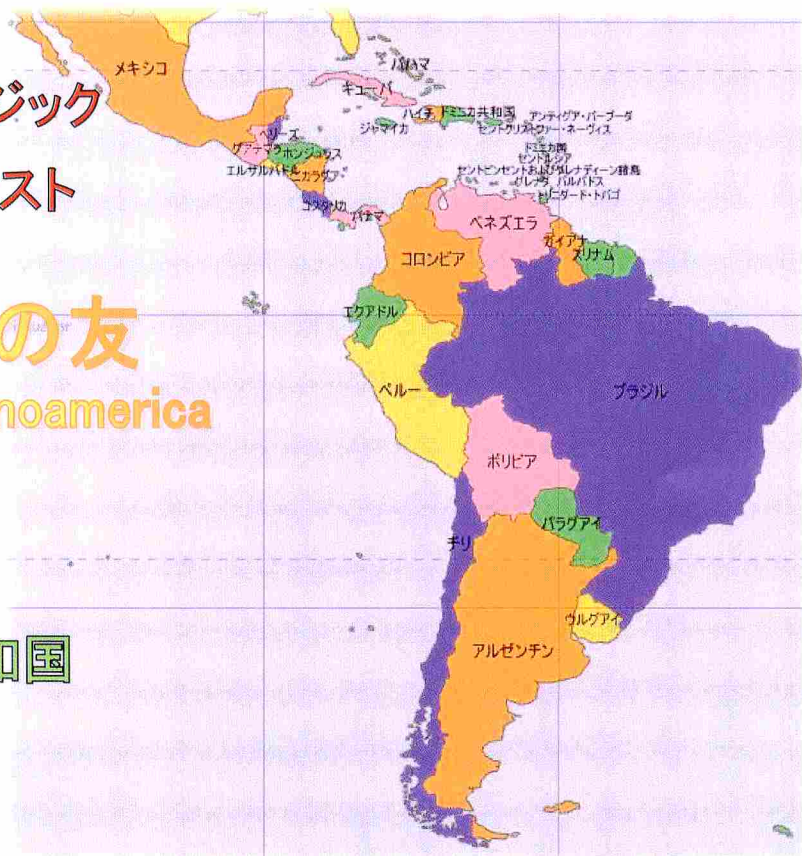 メキシコ
バハマ
キューバ
ジック
ハイチ
ドミニカ共和国
アンティグア・バーブーダ
ジャマイカ
セントクリストファー・ネーヴィス
ベリーズ
グアテマラ
ホンジュラス
ドミニカ国
セントルシア
エルサルバドル
ニカラグア
セントビンセントおよびグレナディーン諸島
グレナダ
バルバドス
スト
トリニダード・トバゴ
コスタリカ
パナマ
ベネズエラ
ガイアナ
スリナム
コロンビア
エクアドル
の友
ペルー
ブラジル
noamerica
ボリビア
パラグアイ
チリ
ウルグアイ
和国
アルゼンチン